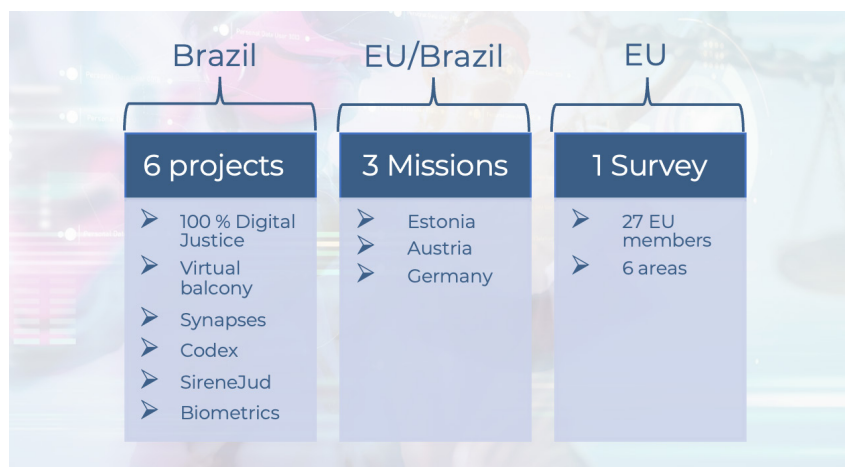 Brazil
6 projects
100 % Digital
Justice
Virtual
balcony
Synapses
Codex
SireneJud
Biometrics
EU/Brazil
3 Missions
Estonia
Austria
Germany
EU
1 Survey
27 EU
members
6 areas